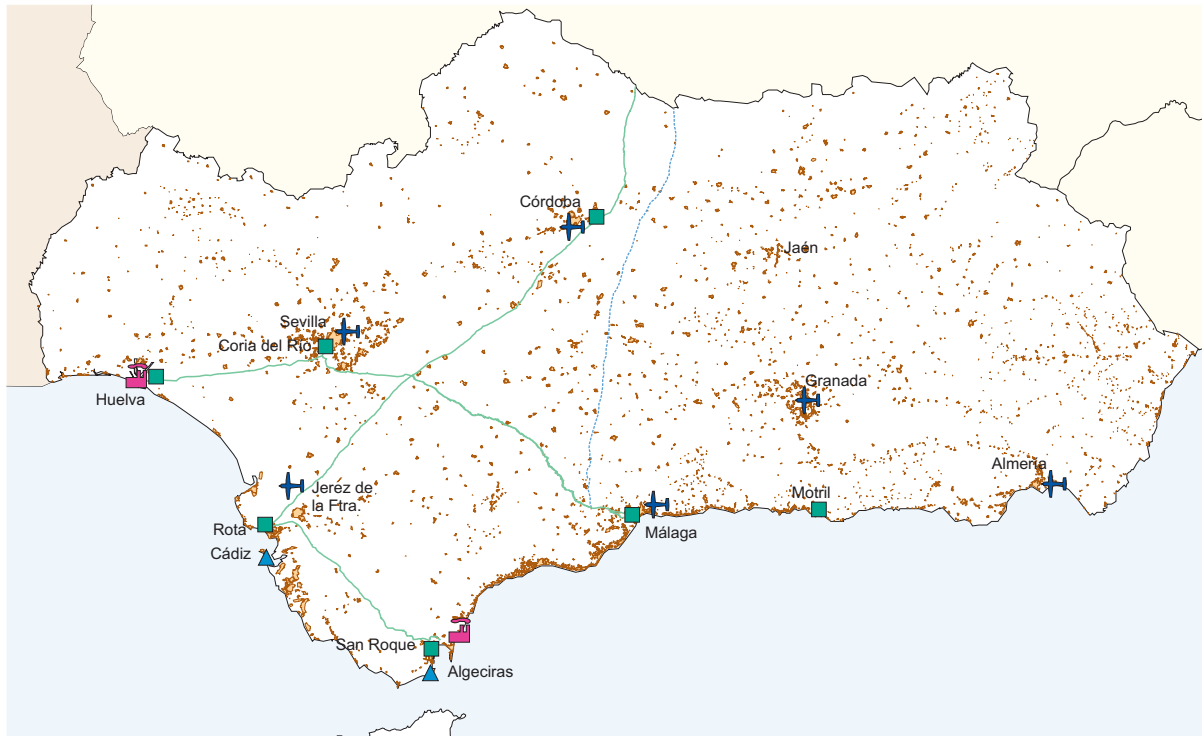 Córdoba
Jaén
Sevilla
Coria del Río
Granada
Huelva
Almería
Jerez de
la Ftra.
Motril
Rota
Málaga
Cádiz
San Roque
Algeciras